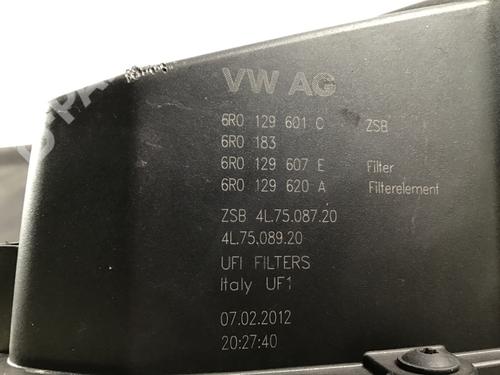 VW AG
6R0 129 601 C ZSB
6R0 183
6R0 129 607 E Filter
6R0 129 620 A Filterelement
ZSB 4L.75.087.20
4L.75.089.20
UFI FILTERS
Italy UF1
07.02.2012
20:27:40